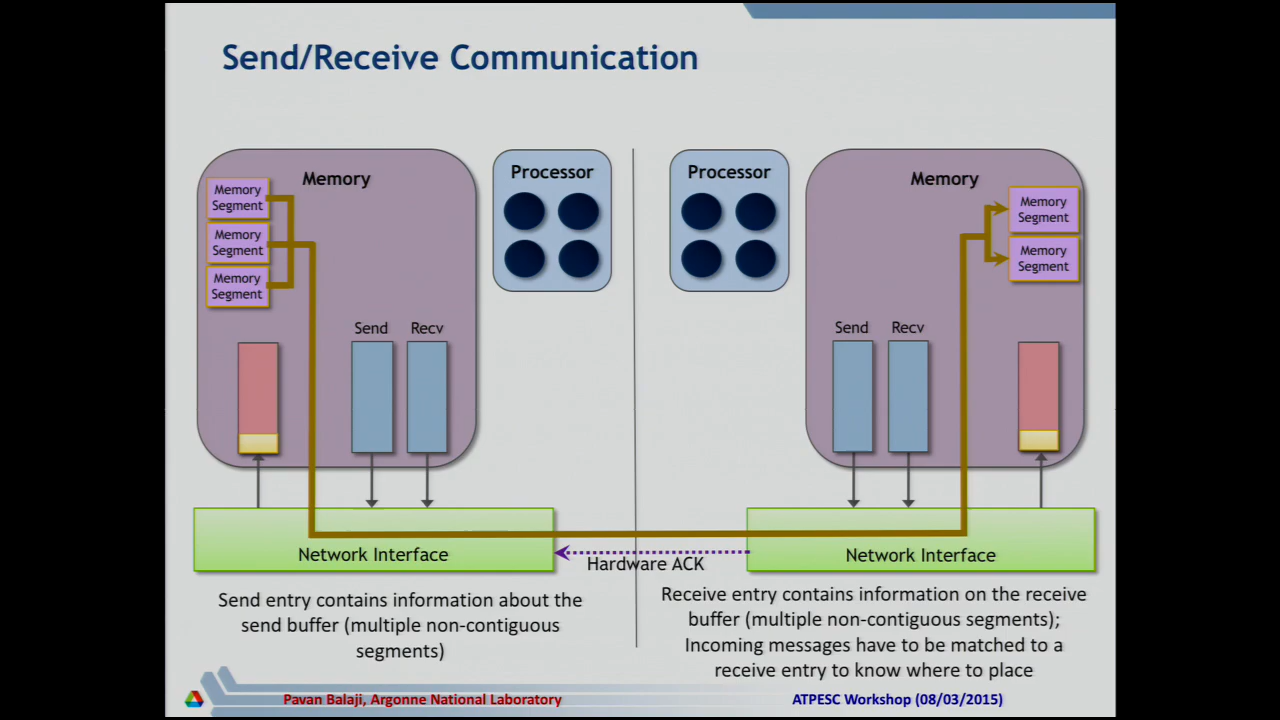 Send/Receive Communication
Memory
Processor
Processor
Memory
Memory
Segment
Memory
Segment
Memory
Segment
Memory
Segment
Memory
Segment
Send
Recv
Send
Recv
Network Interface
Hardware ACK
Network Interface
Send entry contains information about the
send buffer (multiple non-contiguous
segments)
Receive entry contains information on the receive
buffer (multiple non-contiguous segments);
Incoming messages have to be matched to a
receive entry to know where to place
Pavan Balaji, Argonne National Laboratory
ATPESC Workshop (08/03/2015)